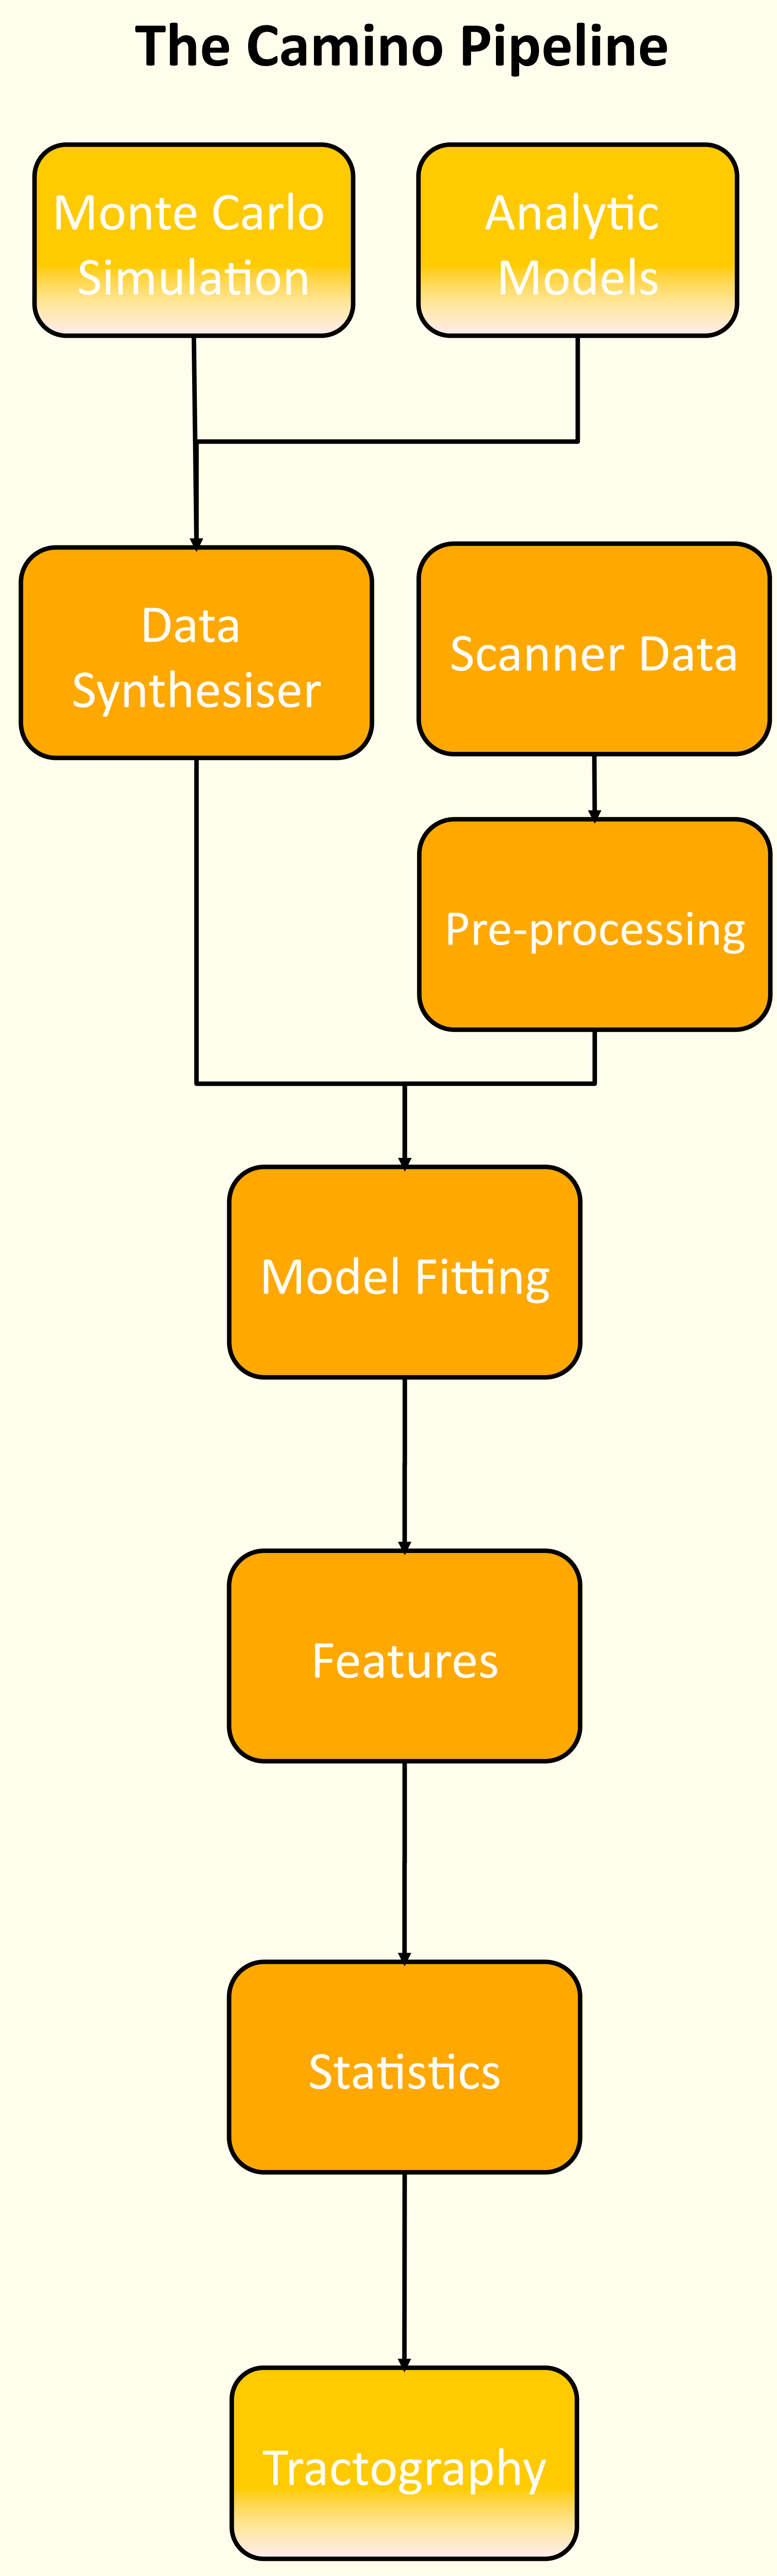 The Camino Pipeline
Monte Carlo
Simulation
Analytic
Models
Data
Synthesiser
Scanner Data
Pre-processing
Model Fitting
Features
Statistics
Tractography